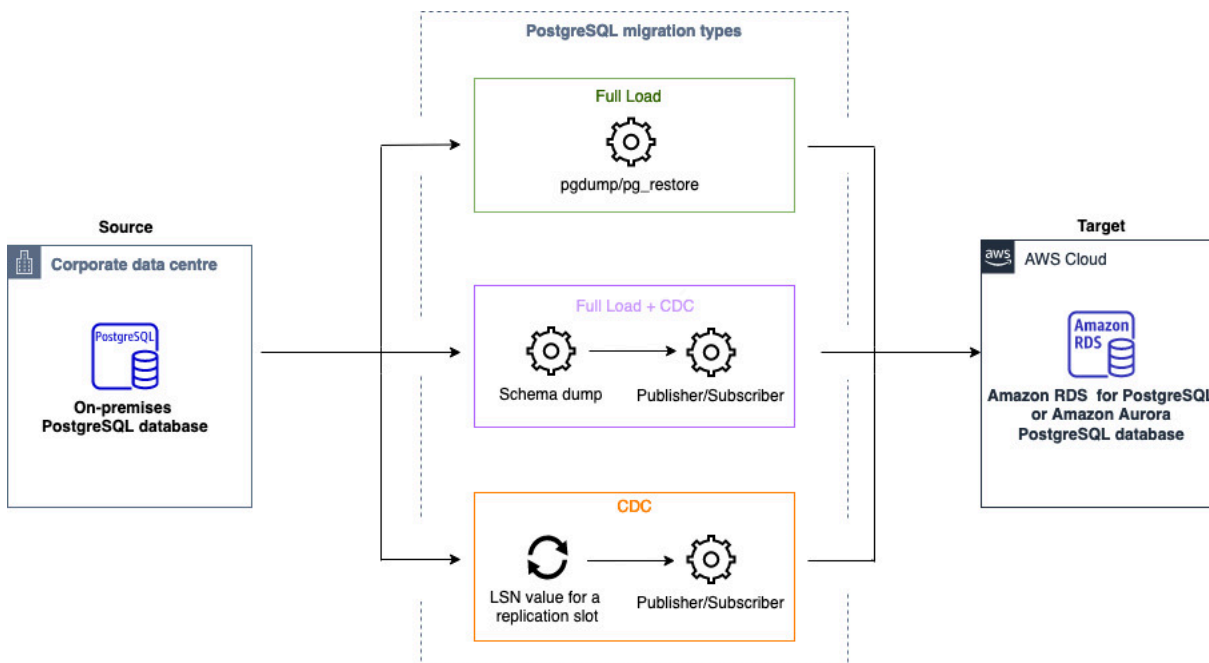 PostgreSQL migration types
Full Load
pgdump/pg_restore
Source
Corporate data centre
PostgreSQL
On-premises
PostgreSQL database
Full Load + CDC
Schema dump
Publisher/Subscriber
CDC
LSN value for a
replication slot
Publisher/Subscriber
Target
aws
AWS Cloud
Amazon
RDS
Amazon RDS for PostgreSQL
or Amazon Aurora
PostgreSQL database